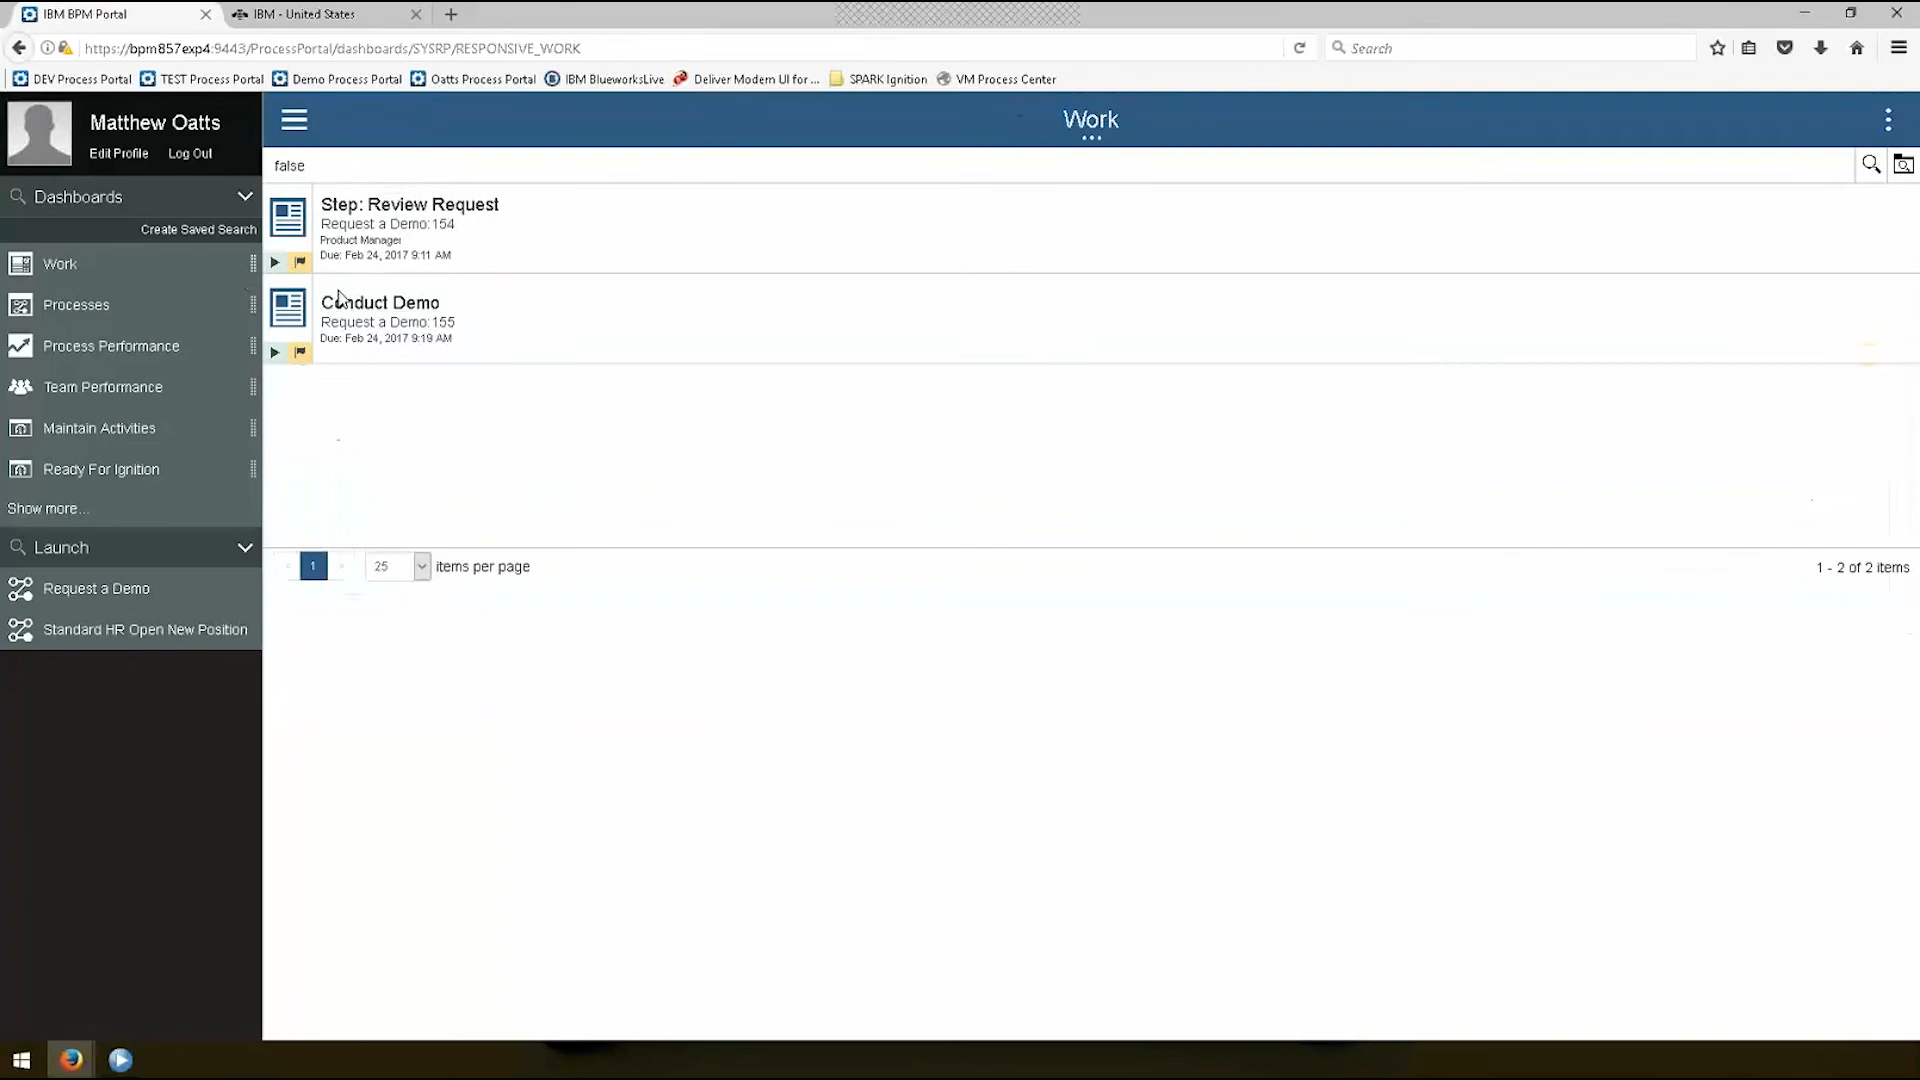 IBM BPM Portal
IBM - United States
https://bpm857exp4:9443/ProcessPortal/dashboards/SYSRP/RESPONSIVE_WORK
Search
DEV Process Portal
TEST Process Portal
Demo Process Portal
Oatts Process Portal
IBM BlueworksLive
Deliver Modern UI for ...
SPARK Ignition
VM Process Center
Matthew Oatts
Edit Profile
Log Out
Work
false
Dashboards
Create Saved Search
Work
Processes
Process Performance
Team Performance
Maintain Activities
Ready For Ignition
Show more...
Launch
Request a Demo
Standard HR Open New Position
Step: Review Request
Request a Demo:154
Product Manager
Due: Feb 24, 2017 9:11 AM
Conduct Demo
Request a Demo:155
Due: Feb 24, 2017 9:19 AM
1
25
items per page
1 - 2 of 2 items